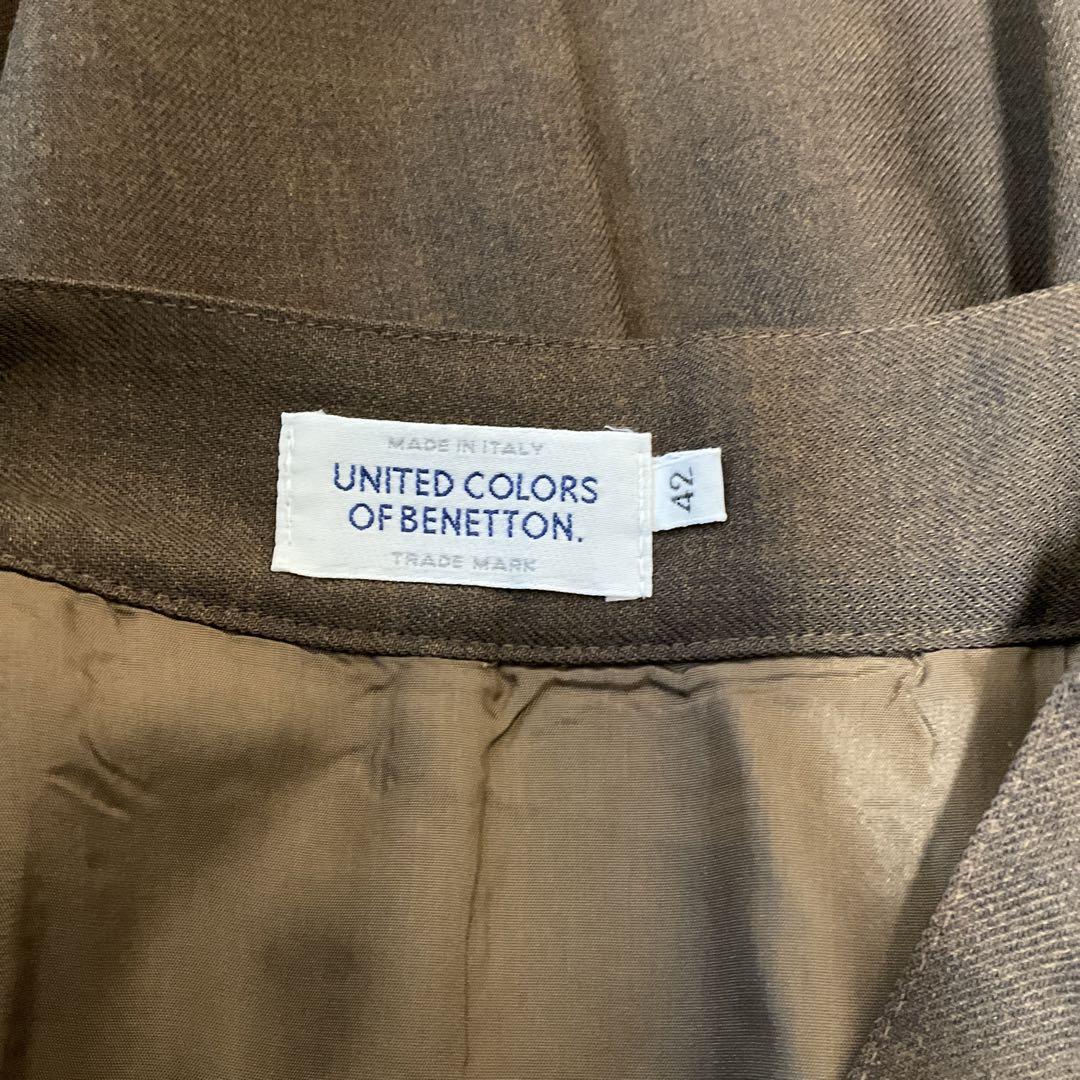 MADE IN ITALY
UNITED COLORS
OF BENETTON.
TRADE MARK
42